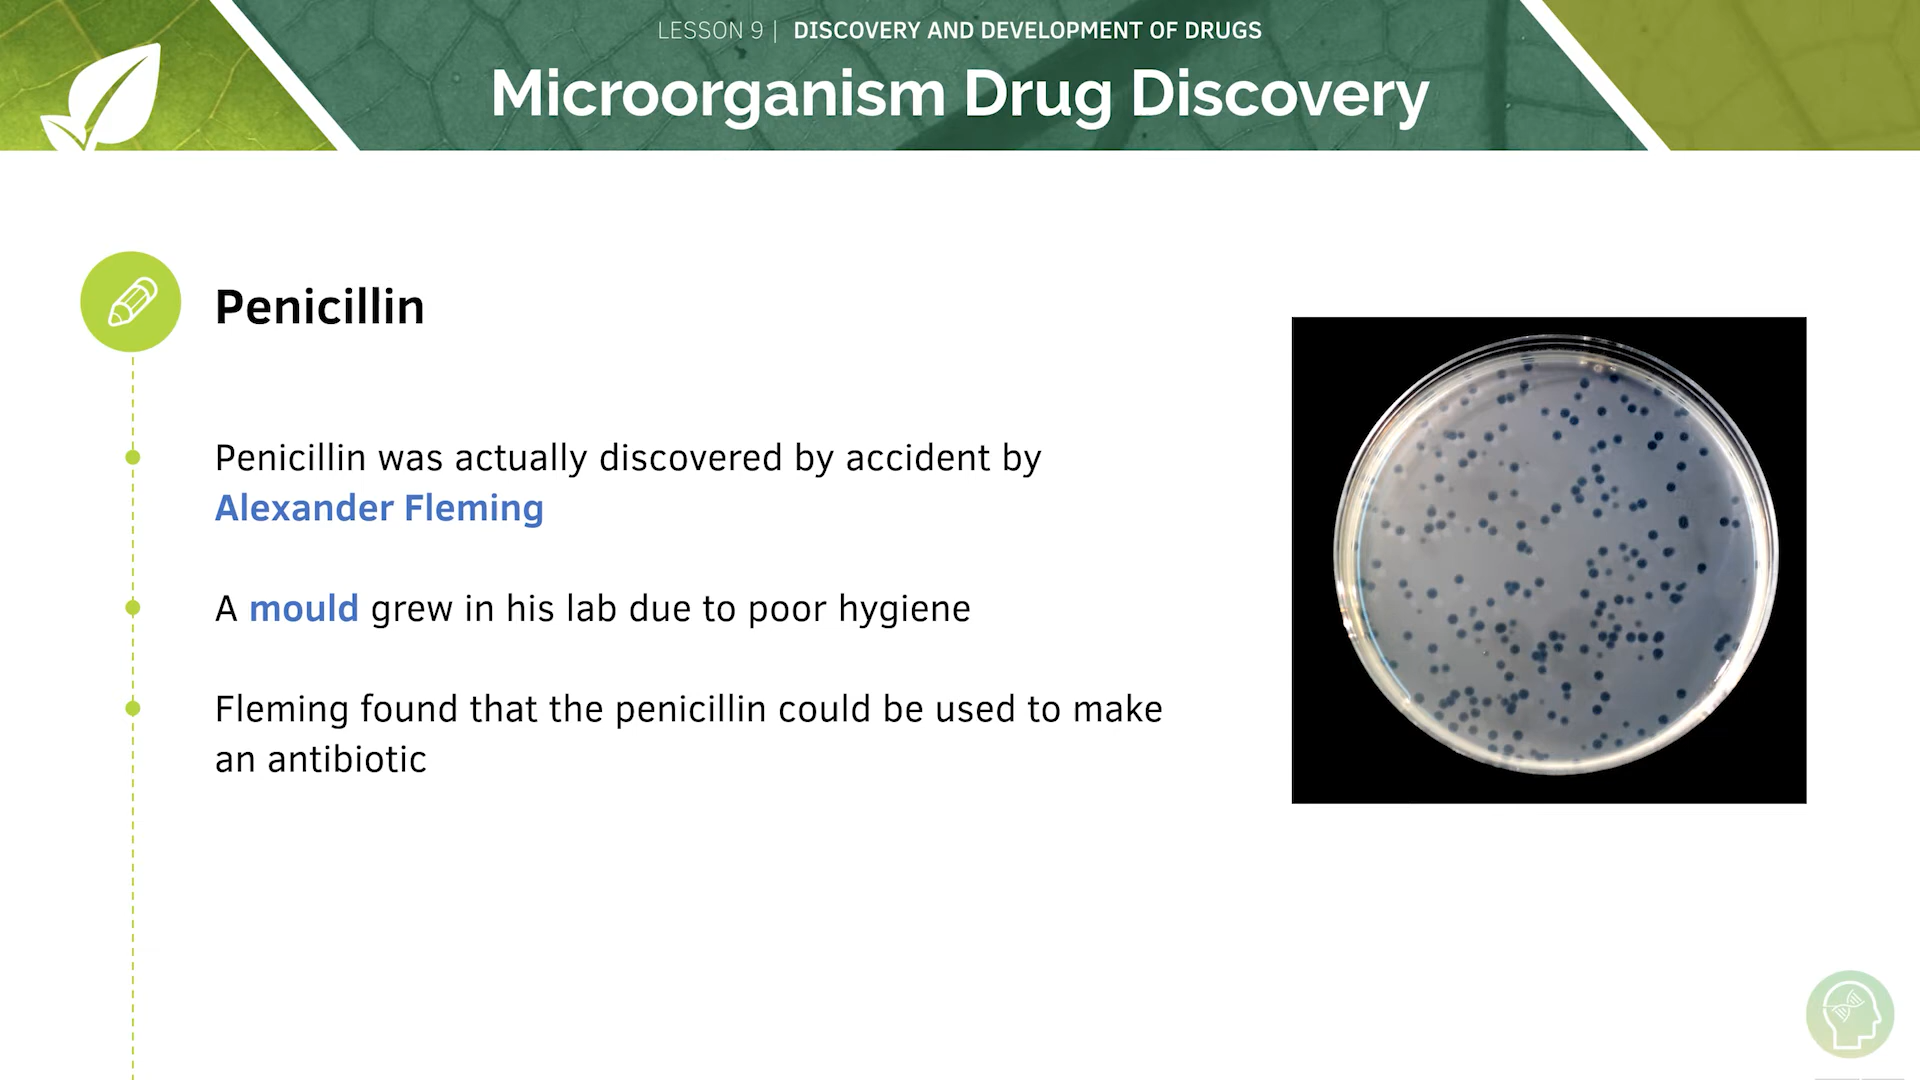 LESSON 9 | DISCOVERY AND DEVELOPMENT OF DRUGS
Microorganism Drug Discovery
Penicillin
Penicillin was actually discovered by accident by
Alexander Fleming
A mould grew in his lab due to poor hygiene
Fleming found that the penicillin could be used to make
an antibiotic